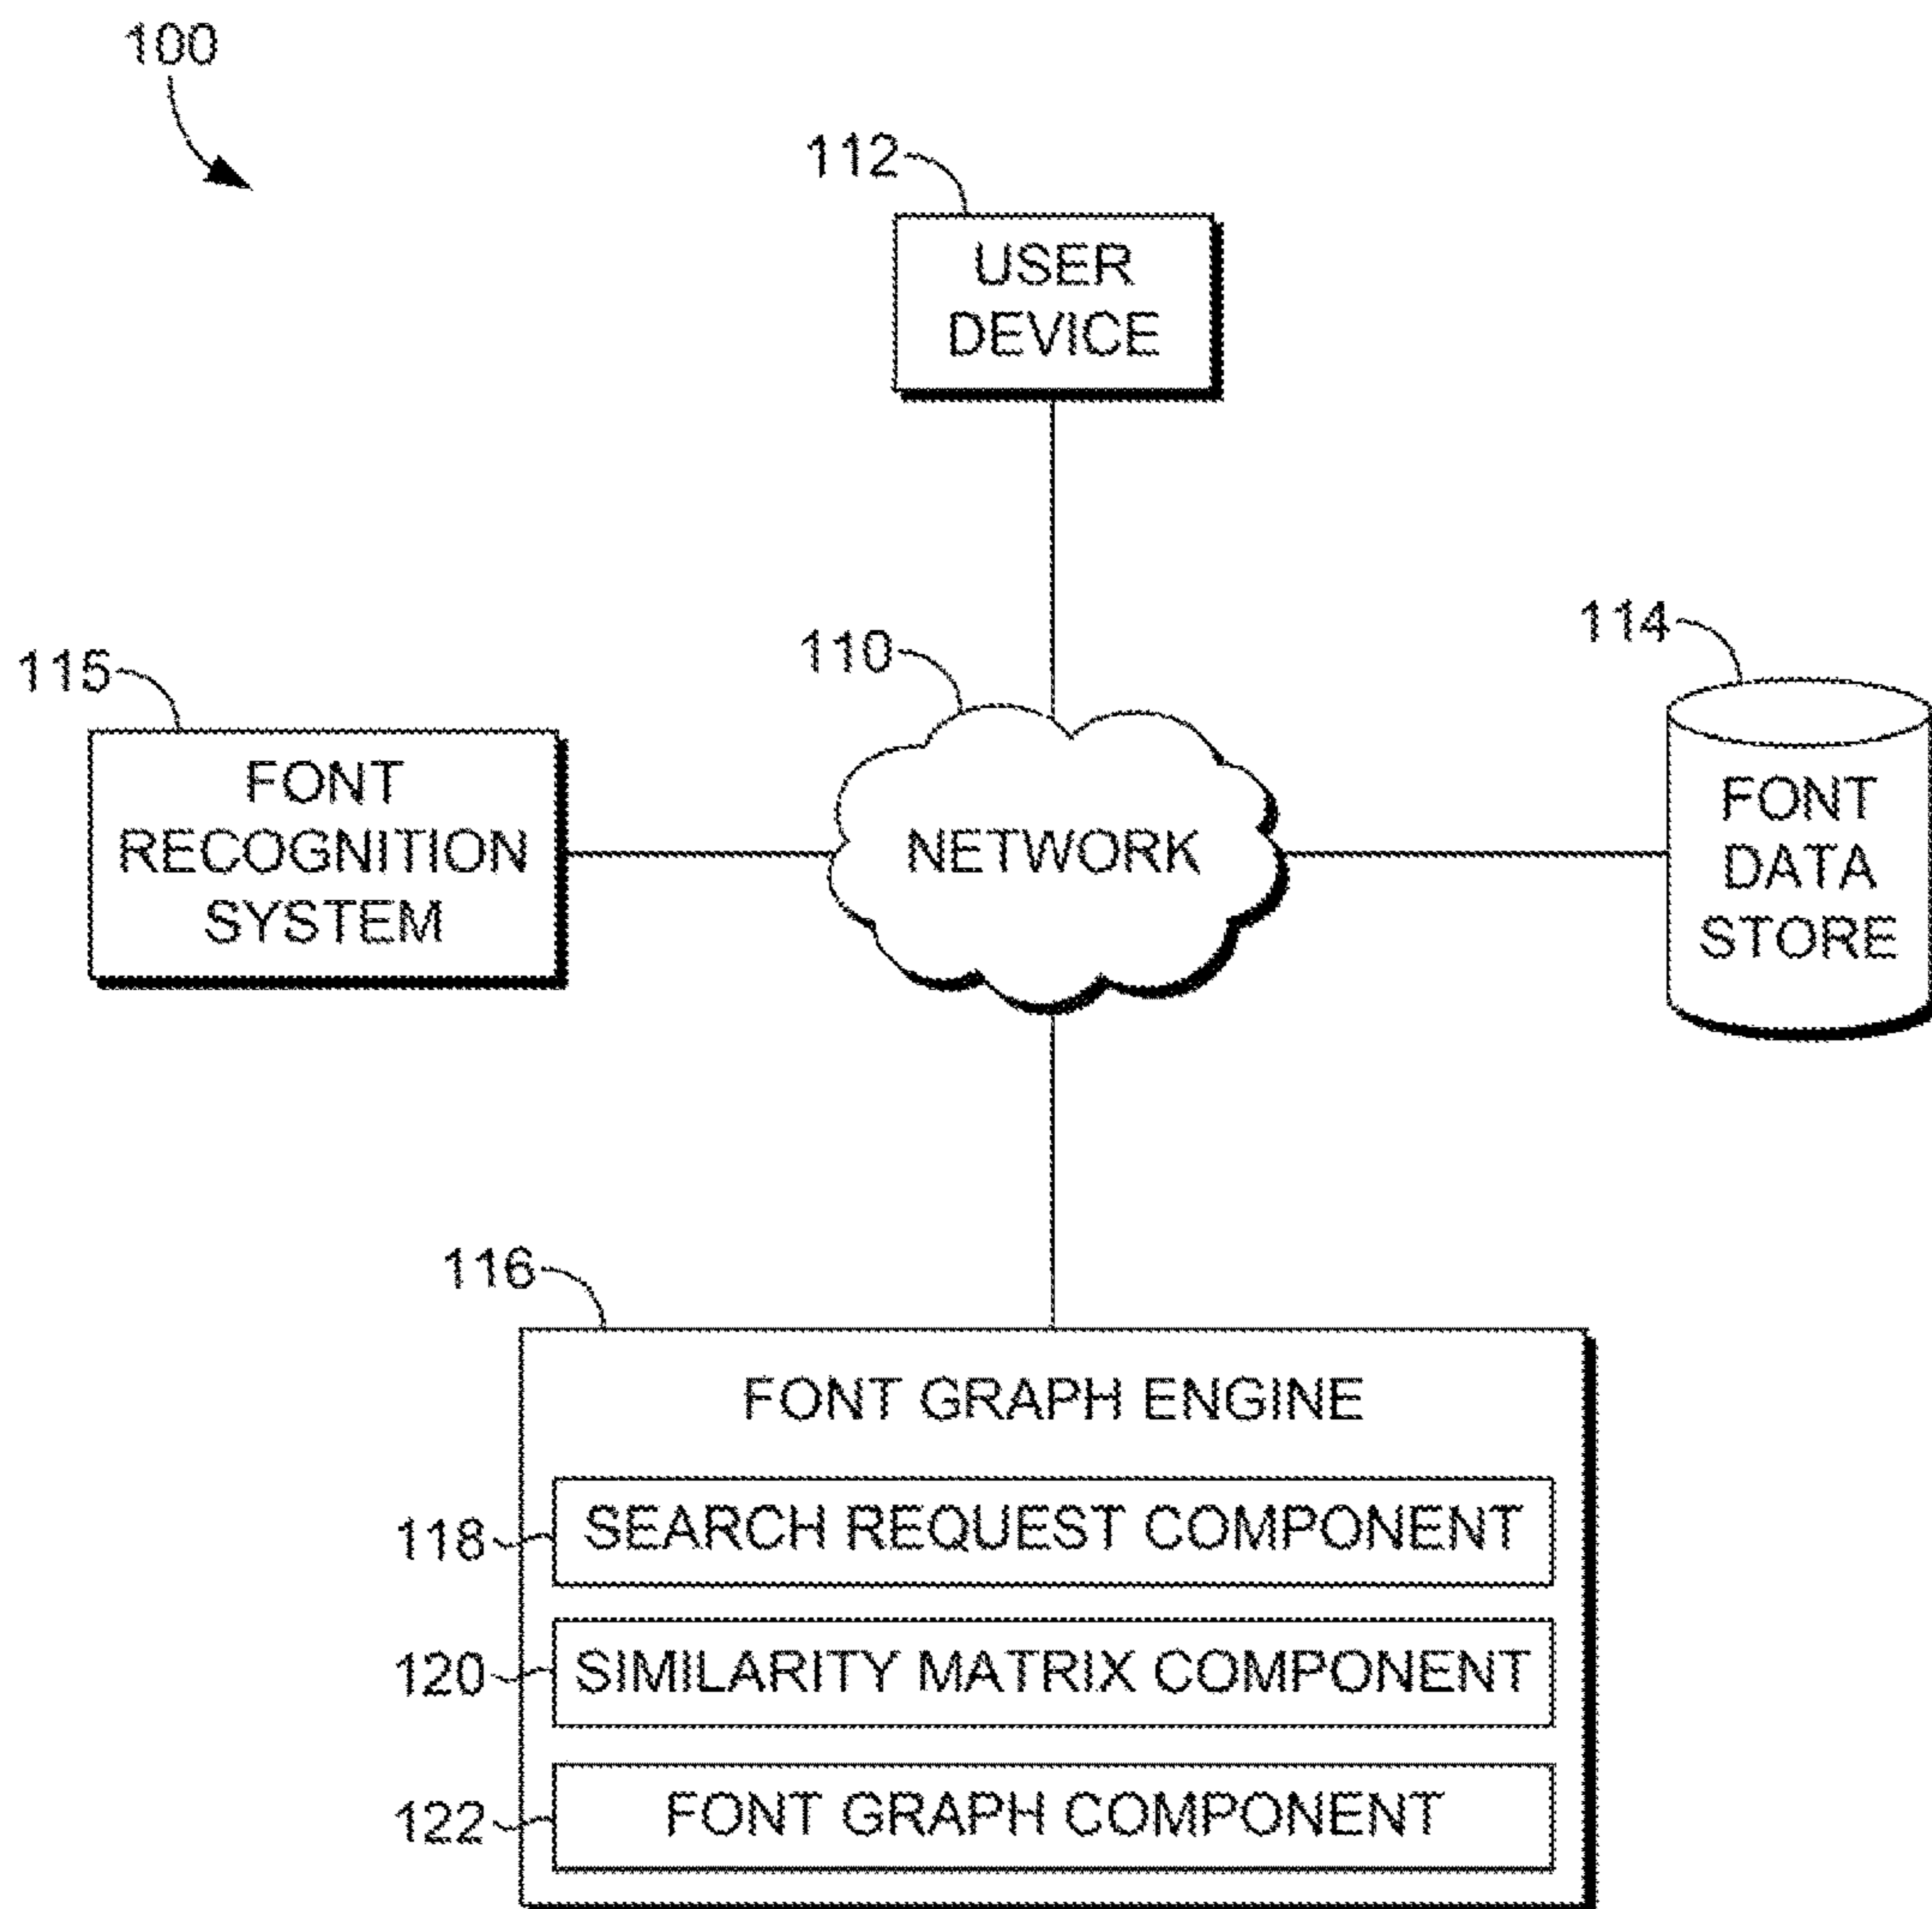 100
112
USER
DEVICE
114
110
115
FONT
RECOGNITION
SYSTEM
NETWORK
FONT
DATA
STORE
116
FONT GRAPH ENGINE
118
SEARCH REQUEST COMPONENT
120
SIMILARITY MATRIX COMPONENT
122
FONT GRAPH COMPONENT